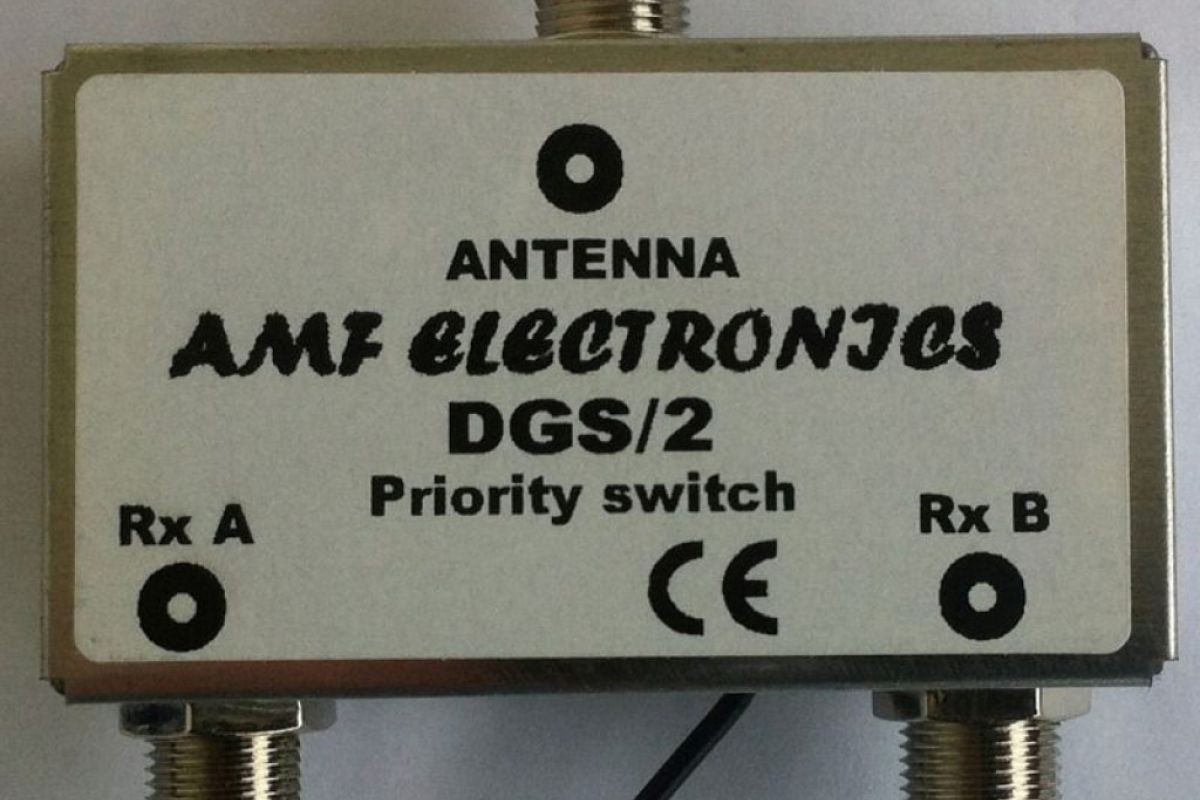 ANTENNA
AMF ELECTRONICS
DGS/2
Priority switch
Rx A
Rx B
CE